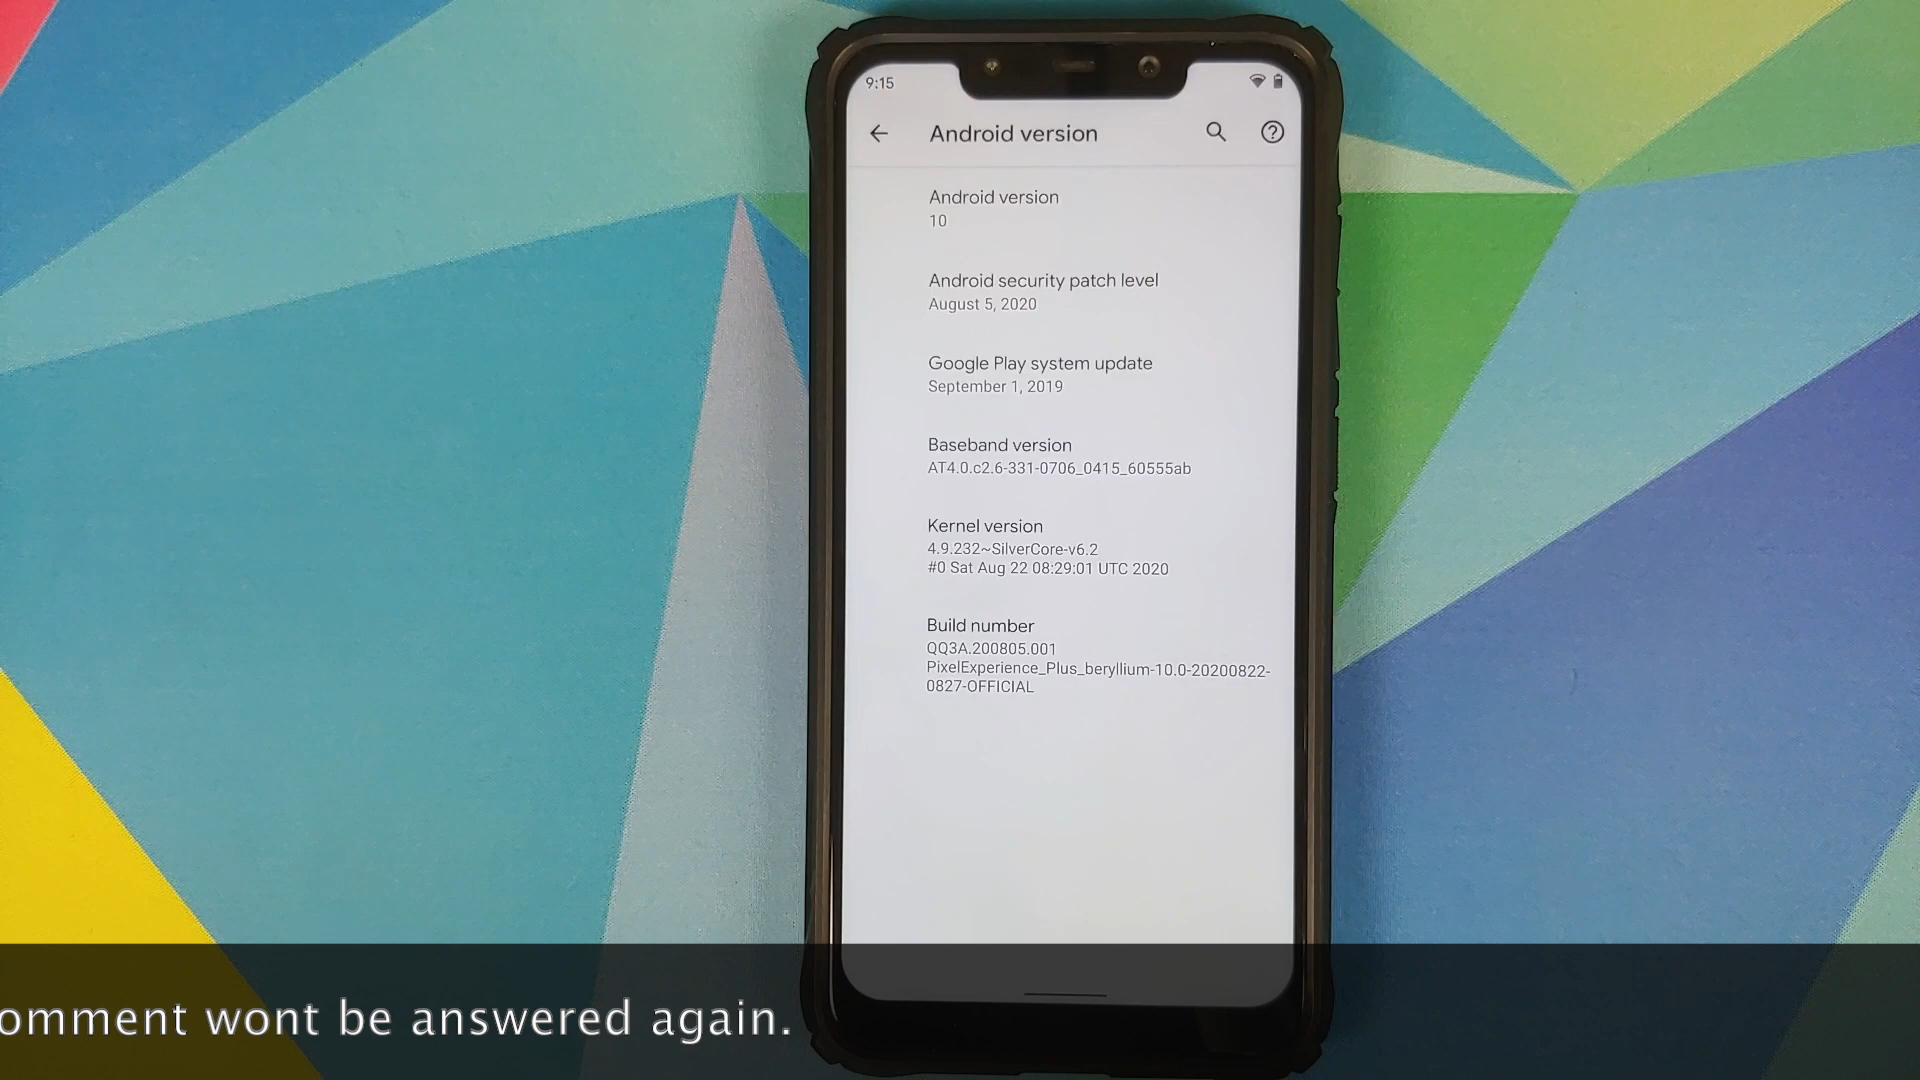 9:15
Android version
Android version
10
Android security patch level
August 5, 2020
Google Play system update
September 1, 2019
Baseband version
AT4.0.c2.6-331-0706_0415_60555ab
Kernel version
4.9.232~SilverCore-v6.2
#0 Sat Aug 22 08:29:01 UTC 2020
Build number
QQ3A.200805.001
PixelExperience_Plus_beryllium-10.0-20200822-
0827-OFFICIAL
omment wont be answered again.